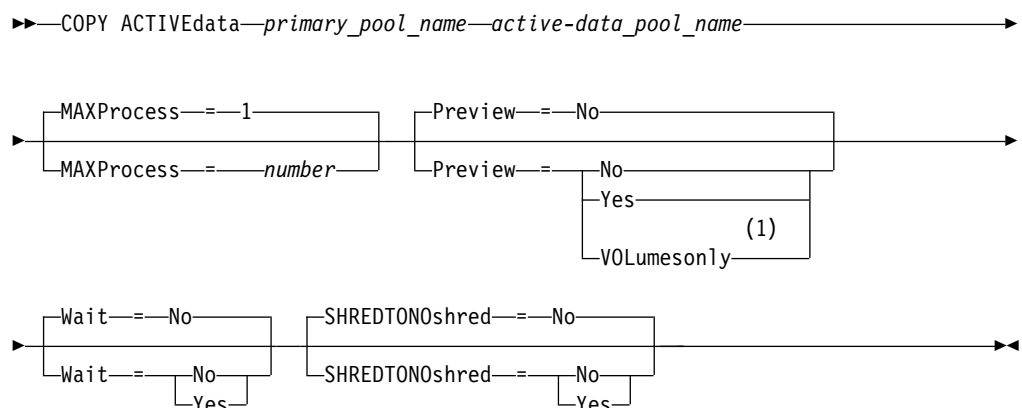 COPY ACTIVEdata primary_pool_name active-data_pool_name
MAXProcess = 1
MAXProcess = number
Preview = No
Preview = No
Yes
(1)
VOLumesonly
Wait = No
Wait = No
Yes
SHREDTONOshred = No
SHREDTONOshred = No
Yes